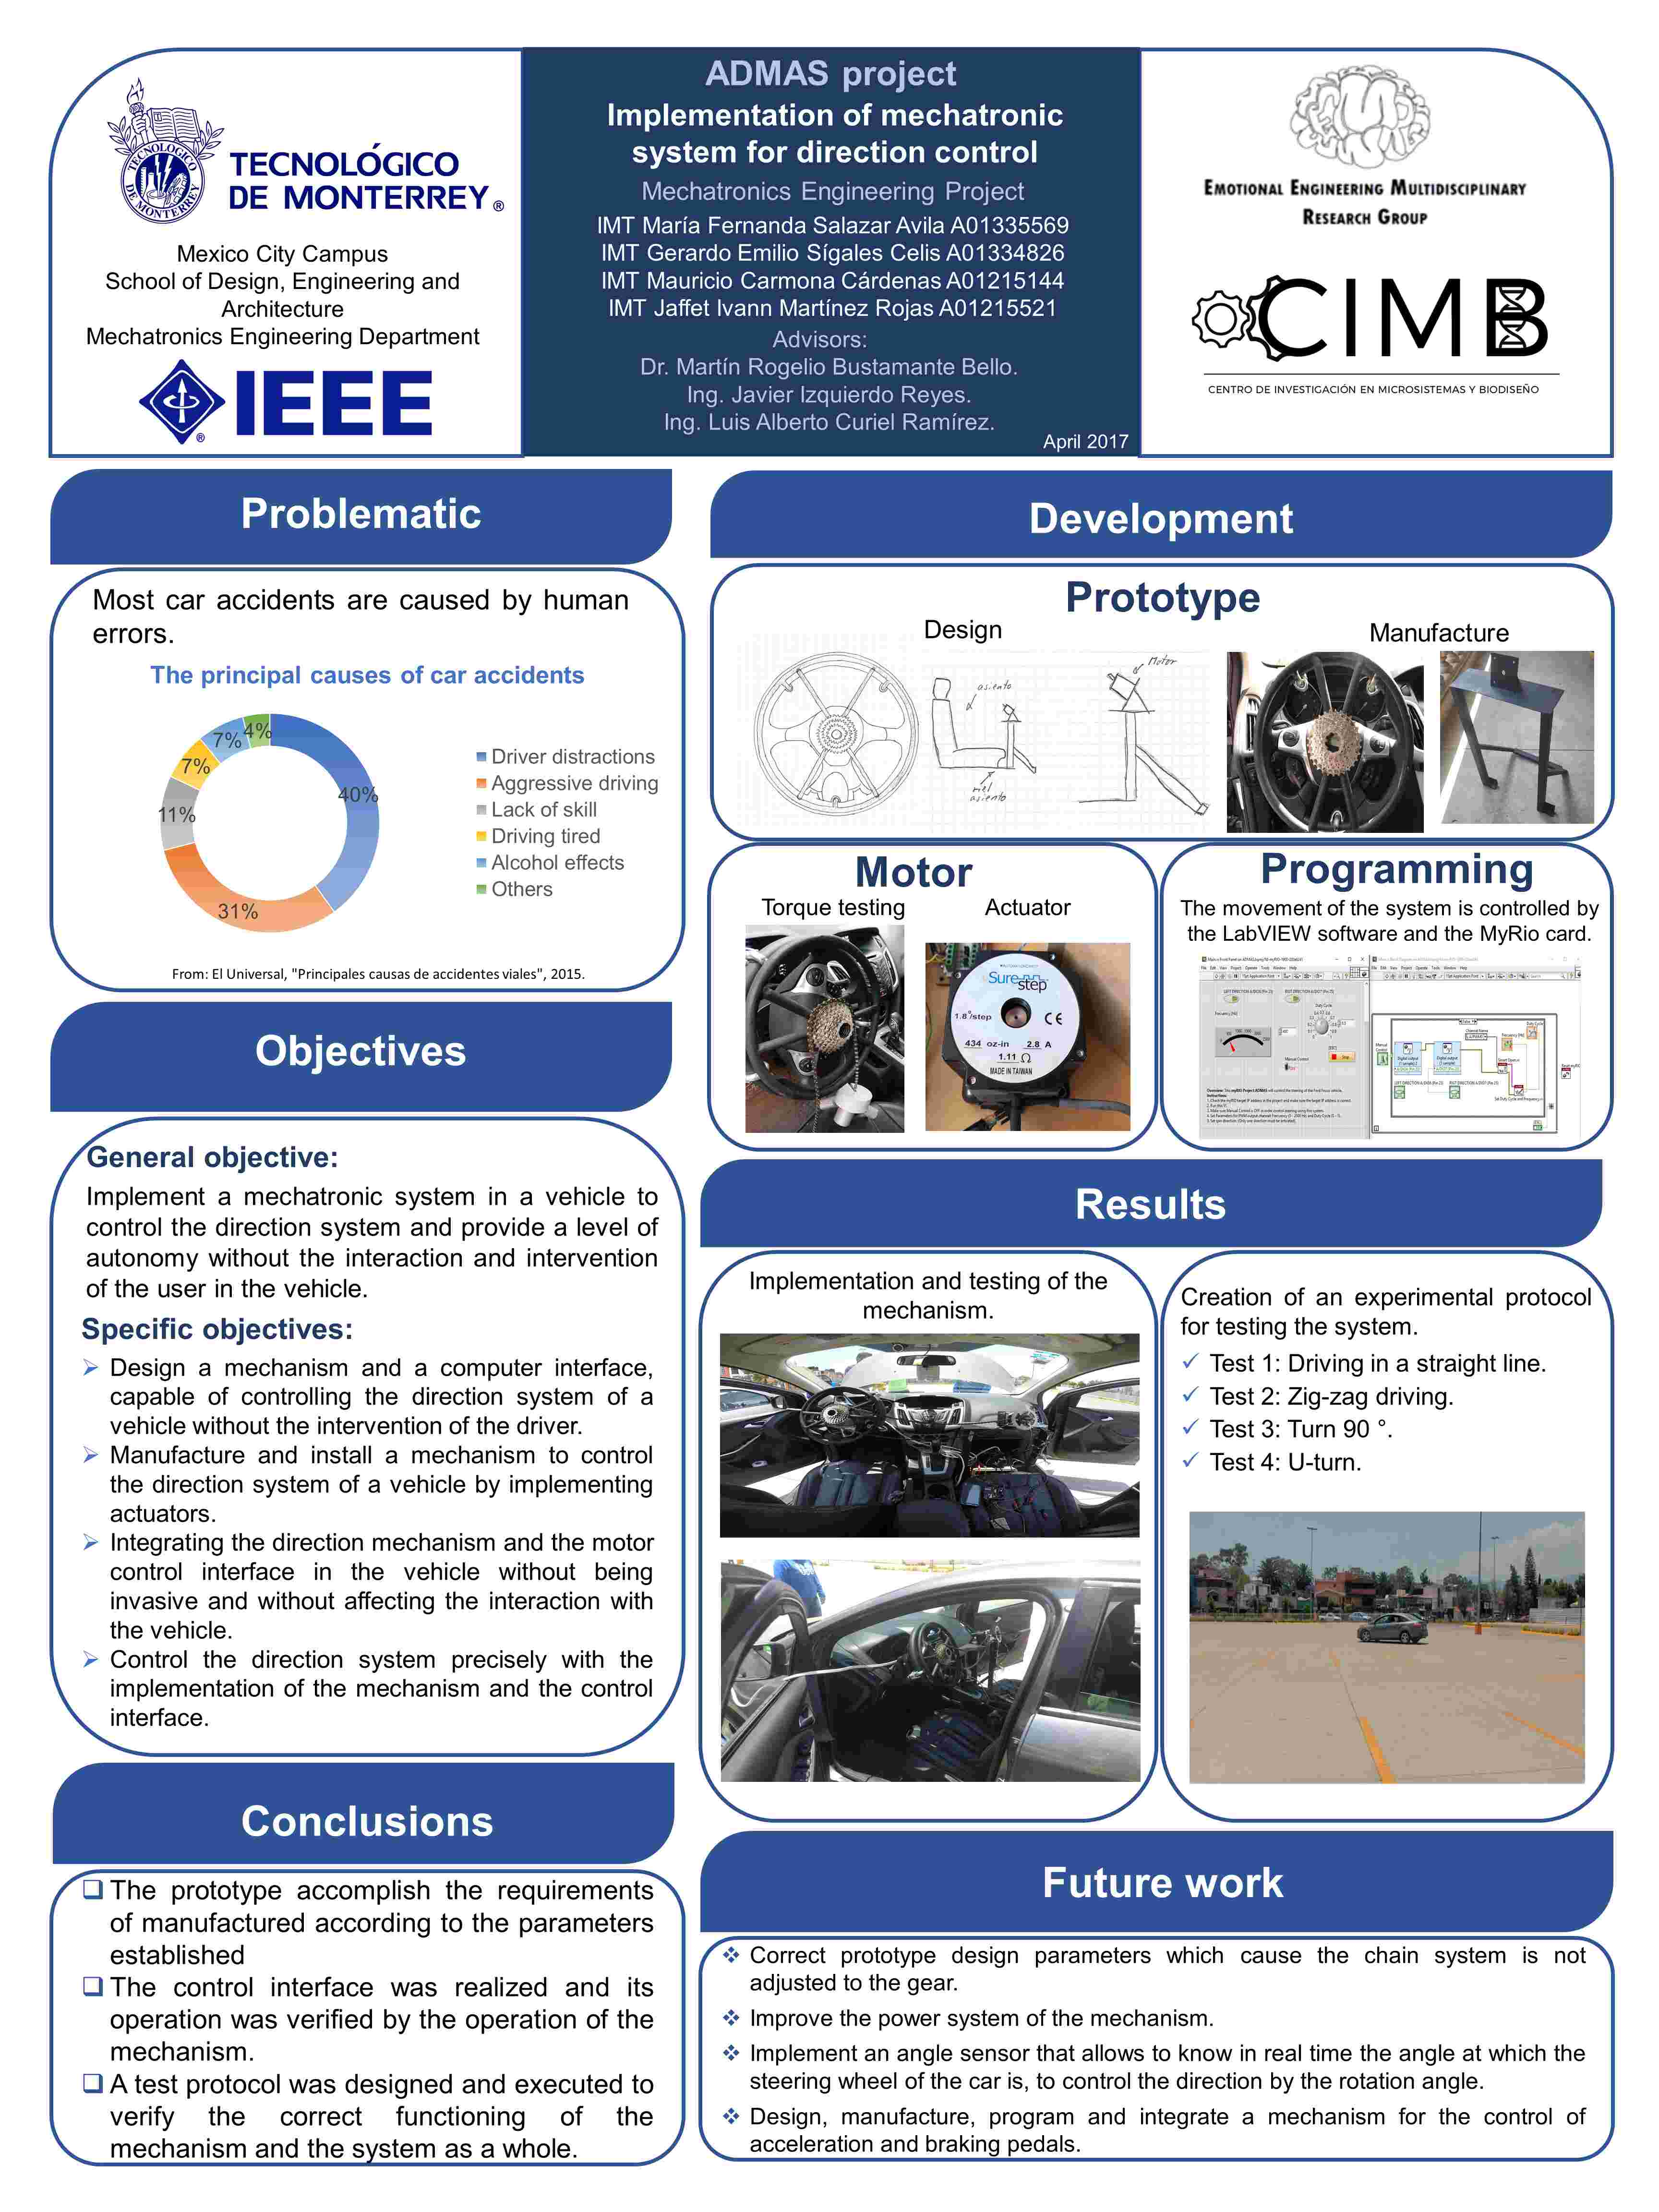 TECNOLÓGICO
DE MONTERREY®
Mexico City Campus
School of Design, Engineering and
Architecture
Mechatronics Engineering Department
IEEE
ADMAS project
Implementation of mechatronic
system for direction control
Mechatronics Engineering Project
IMT María Fernanda Salazar Avila A01335569
IMT Gerardo Emilio Sígales Celis A01334826
IMT Mauricio Carmona Cárdenas A01215144
IMT Jaffet Ivann Martínez Rojas A01215521
Advisors:
Dr. Martín Rogelio Bustamante Bello.
Ing. Javier Izquierdo Reyes.
Ing. Luis Alberto Curiel Ramírez.
April 2017
EMOTIONAL ENGINEERING MULTIDISCIPLINARY
RESEARCH GROUP
CIMB
CENTRO DE INVESTIGACIÓN EN MICROSISTEMAS Y BIODISEÑO
Problematic
Most car accidents are caused by human
errors.
The principal causes of car accidents
4%
7%
7%
11%
31%
40%
Driver distractions
Aggressive driving
Lack of skill
Driving tired
Alcohol effects
Others
From: El Universal, "Principales causas de accidentes viales", 2015.
Objectives
General objective:
Implement a mechatronic system in a vehicle to
control the direction system and provide a level of
autonomy without the interaction and intervention
of the user in the vehicle.
Specific objectives:
Design a mechanism and a computer interface,
capable of controlling the direction system of a
vehicle without the intervention of the driver.
Manufacture and install a mechanism to control
the direction system of a vehicle by implementing
actuators.
Integrating the direction mechanism and the motor
control interface in the vehicle without being
invasive and without affecting the interaction with
the vehicle.
Control the direction system precisely with the
implementation of the mechanism and the control
interface.
Conclusions
The prototype accomplish the requirements
of manufactured according to the parameters
established
The control interface was realized and its
operation was verified by the operation of the
mechanism.
A test protocol was designed and executed to
verify the correct functioning of the
mechanism and the system as a whole.
Development
Prototype
Design
Manufacture
asiento
riel
asiento
Motor
Motor
Torque testing
Actuator
Sure step
1.8°/step
CE
434 oz-in 2.8 A
1.11 Ω
MADE IN TAIWAN
Programming
The movement of the system is controlled by
the LabVIEW software and the MyRio card.
Results
Implementation and testing of the
mechanism.
Creation of an experimental protocol
for testing the system.
Test 1: Driving in a straight line.
Test 2: Zig-zag driving.
Test 3: Turn 90 °.
Test 4: U-turn.
Future work
Correct prototype design parameters which cause the chain system is not
adjusted to the gear.
Improve the power system of the mechanism.
Implement an angle sensor that allows to know in real time the angle at which the
steering wheel of the car is, to control the direction by the rotation angle.
Design, manufacture, program and integrate a mechanism for the control of
acceleration and braking pedals.